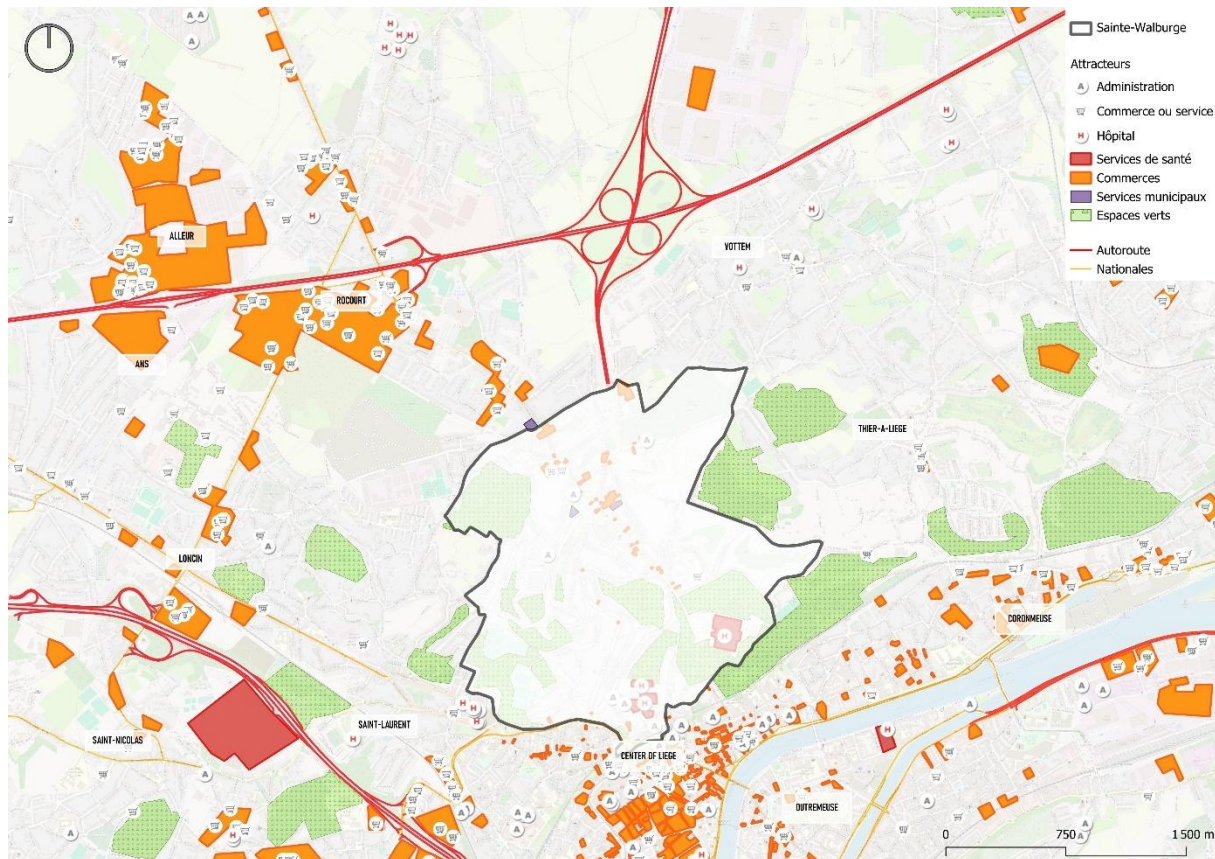 Sainte-Walburge
Attracteurs
A Administration
Commerce ou service
H Hôpital
Services de santé
Commerces
Services municipaux
Espaces verts
Autoroute
Nationales
ALLEUR
VOTTEM
ROCOURT
ANS
THIER-A-LIEGE
LONCIN
CORONMEUSE
SAINT-LAURENT
SAINT-NICOLAS
CENTER OF LIEGE
OUTREMEUSE
0 750 1 500 m